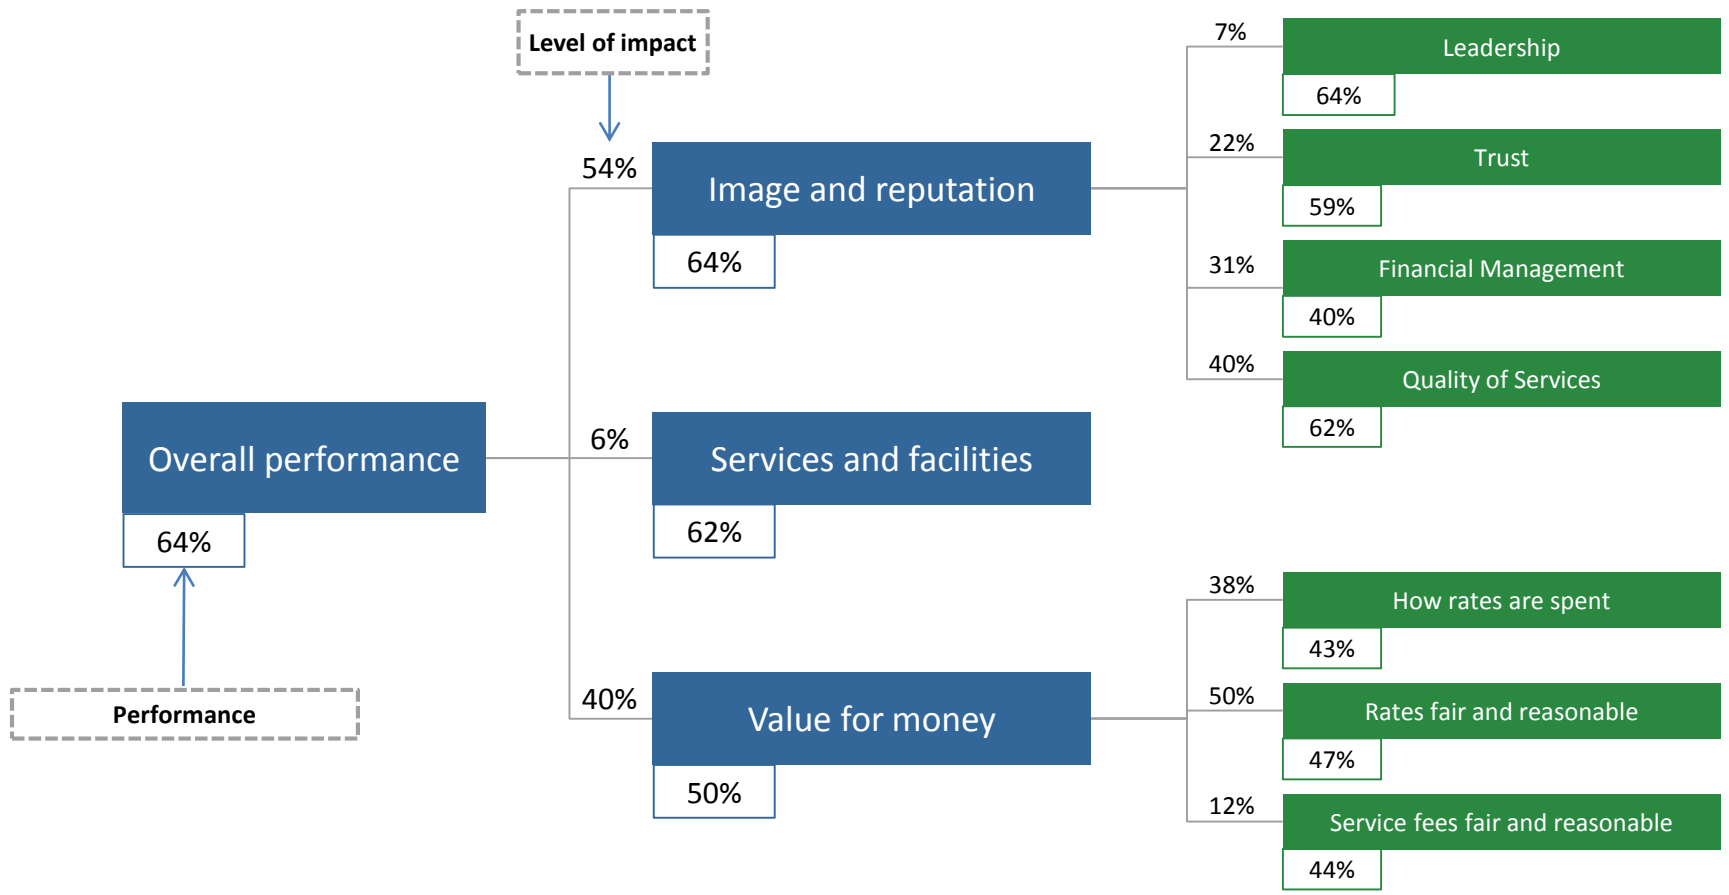 Level of impact
7%
Leadership
64%
22%
Trust
59%
54%
Image and reputation
64%
31%
Financial Management
40%
40%
Quality of Services
62%
Overall performance
64%
6%
Services and facilities
62%
Performance
40%
Value for money
50%
38%
How rates are spent
43%
50%
Rates fair and reasonable
47%
12%
Service fees fair and reasonable
44%